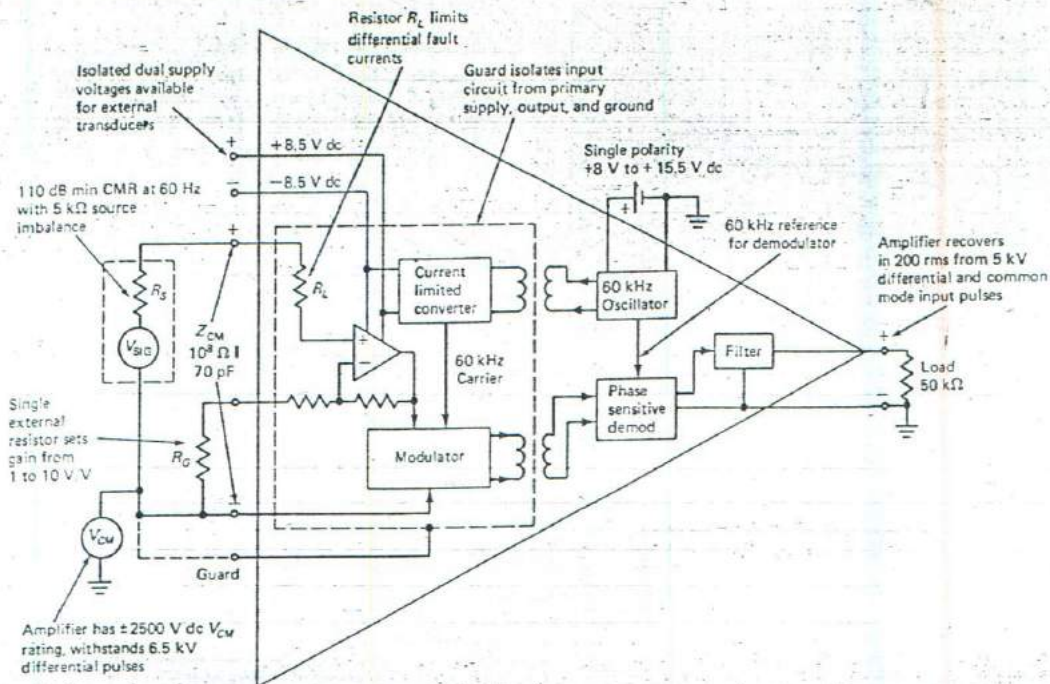 Resistor R_L limits
differential fault
currents
Isolated dual supply
voltages available
for external
transducers
Guard isolates input
circuit from primary
supply, output, and ground
+
+8.5 V dc
−
−8.5 V dc
Single polarity
+8 V to + 15.5 V dc
+
110 dB min CMR at 60 Hz
with 5 kΩ source
imbalance
60 kHz reference
for demodulator
Amplifier recovers
in 200 rms from 5 kV
differential and common
mode input pulses
+
R_S
V_SIG
R_L
Current
limited
converter
60 kHz
Oscillator
Z_CM
10^8 Ω ||
70 pF
+
−
60 kHz
Carrier
Filter
+
Load
50 kΩ
−
Phase
sensitive
demod
Single
external
resistor sets
gain from
1 to 10 V/V
R_G
Modulator
−
V_CM
Guard
Amplifier has ±2500 V dc V_CM
rating, withstands 6.5 kV
differential pulses